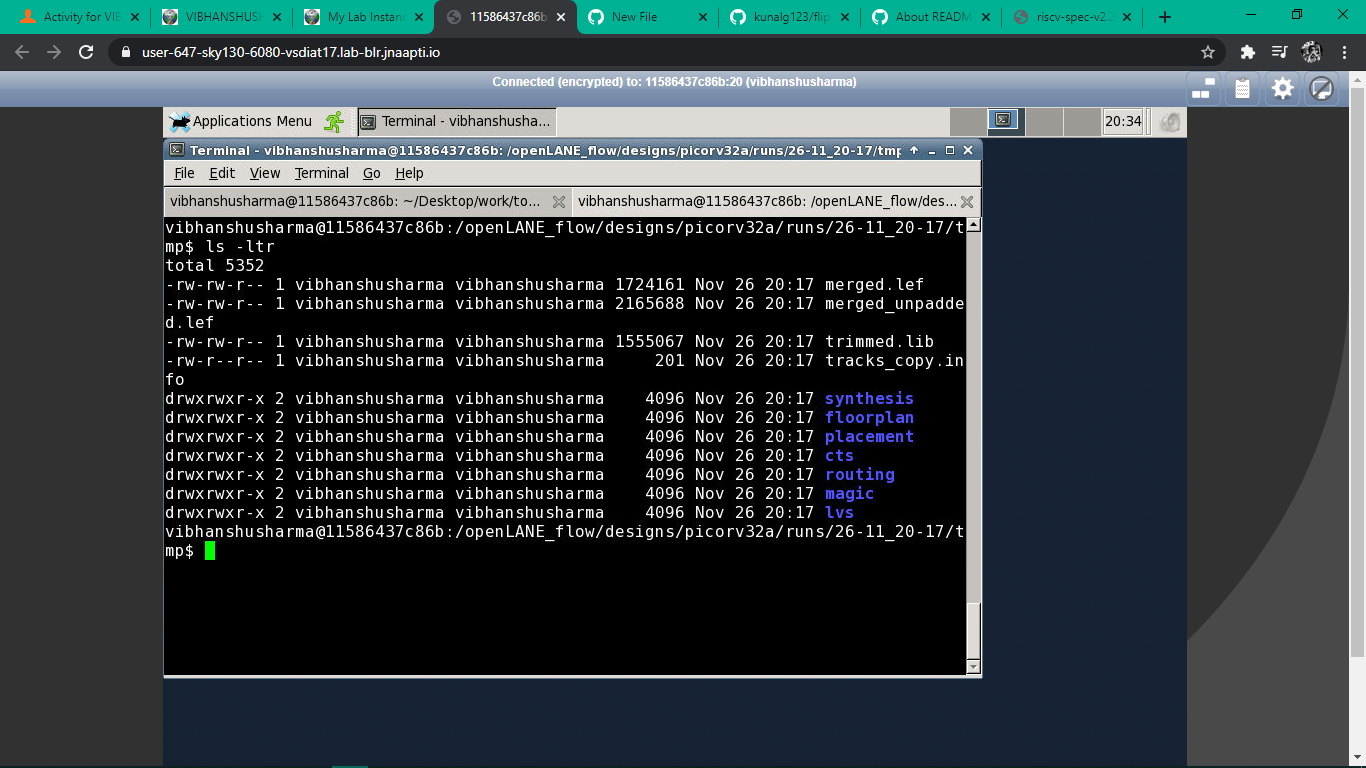 Activity for VIB
VIBHANSHUSH
My Lab Instanc
11586437c86b
New File
kunalg123/flip
About README
riscv-spec-v2.2
user-647-sky130-6080-vsdiat17.lab-blr.jnaapti.io
Connected (encrypted) to: 11586437c86b:20 (vibhanshusharma)
Applications Menu
Terminal - vibhanshusha...
20:34
Terminal - vibhanshusharma@11586437c86b: /openLANE_flow/designs/picorv32a/runs/26-11_20-17/tmp
File Edit View Terminal Go Help
vibhanshusharma@11586437c86b: ~/Desktop/work/to...
vibhanshusharma@11586437c86b: /openLANE_flow/des...
vibhanshusharma@11586437c86b:/openLANE_flow/designs/picorv32a/runs/26-11_20-17/t
mp$ ls -ltr
total 5352
-rw-rw-r-- 1 vibhanshusharma vibhanshusharma 1724161 Nov 26 20:17 merged.lef
-rw-rw-r-- 1 vibhanshusharma vibhanshusharma 2165688 Nov 26 20:17 merged_unpadde
d.lef
-rw-rw-r-- 1 vibhanshusharma vibhanshusharma 1555067 Nov 26 20:17 trimmed.lib
-rw-r--r-- 1 vibhanshusharma vibhanshusharma     201 Nov 26 20:17 tracks_copy.in
fo
drwxrwxr-x 2 vibhanshusharma vibhanshusharma    4096 Nov 26 20:17 synthesis
drwxrwxr-x 2 vibhanshusharma vibhanshusharma    4096 Nov 26 20:17 floorplan
drwxrwxr-x 2 vibhanshusharma vibhanshusharma    4096 Nov 26 20:17 placement
drwxrwxr-x 2 vibhanshusharma vibhanshusharma    4096 Nov 26 20:17 cts
drwxrwxr-x 2 vibhanshusharma vibhanshusharma    4096 Nov 26 20:17 routing
drwxrwxr-x 2 vibhanshusharma vibhanshusharma    4096 Nov 26 20:17 magic
drwxrwxr-x 2 vibhanshusharma vibhanshusharma    4096 Nov 26 20:17 lvs
vibhanshusharma@11586437c86b:/openLANE_flow/designs/picorv32a/runs/26-11_20-17/t
mp$